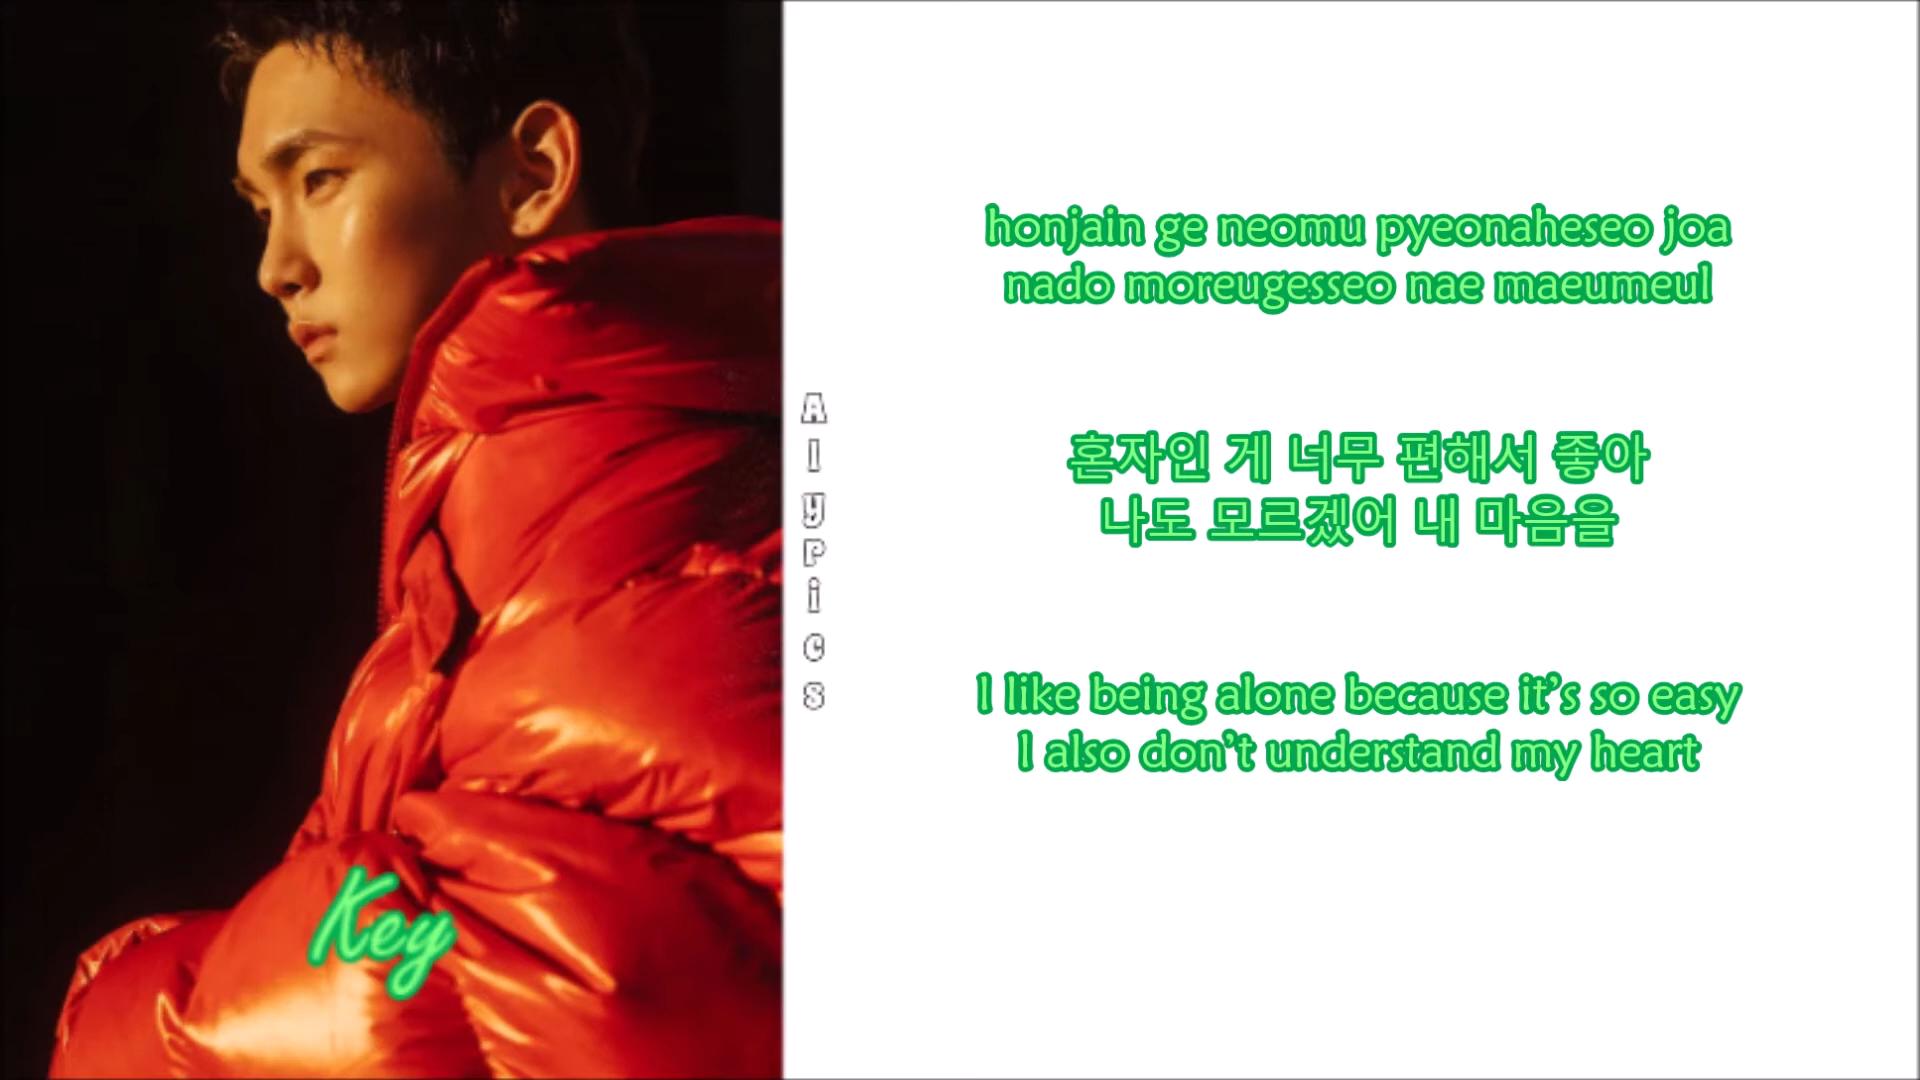 honjain ge neomu pyeonaheseo joa
nado moreugesseo nae maeumeul
혼자인 게 너무 편해서 좋아
나도 모르겠어 내 마음을
I like being alone because it’s so easy
I also don’t understand my heart
AlyPics
Key